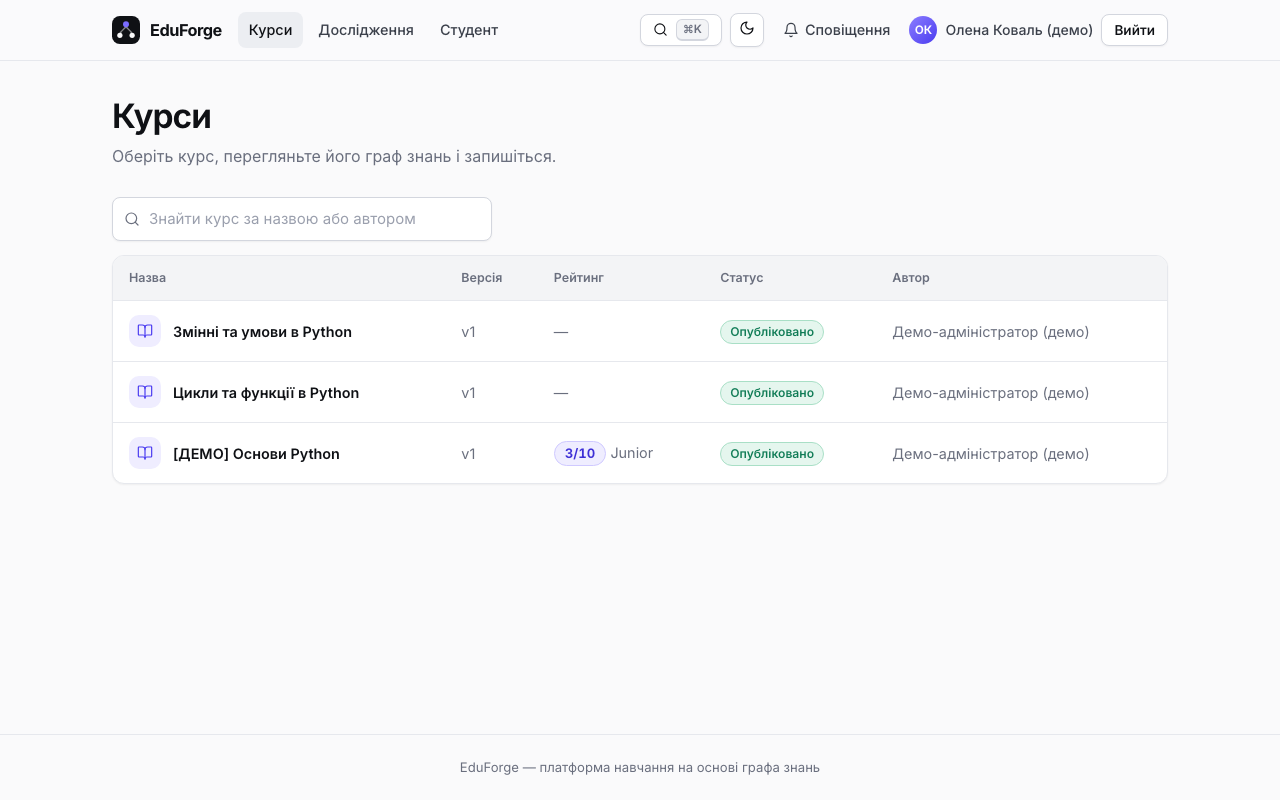 EduForge Курси Дослідження Студент ⌘K Сповіщення ОК Олена Коваль (демо) Вийти
Курси
Оберіть курс, перегляньте його граф знань і запишіться.
Знайти курс за назвою або автором
Назва Версія Рейтинг Статус Автор
Змінні та умови в Python v1 — Опубліковано Демо-адміністратор (демо)
Цикли та функції в Python v1 — Опубліковано Демо-адміністратор (демо)
[ДЕМО] Основи Python v1 3/10 Junior Опубліковано Демо-адміністратор (демо)
EduForge — платформа навчання на основі графа знань